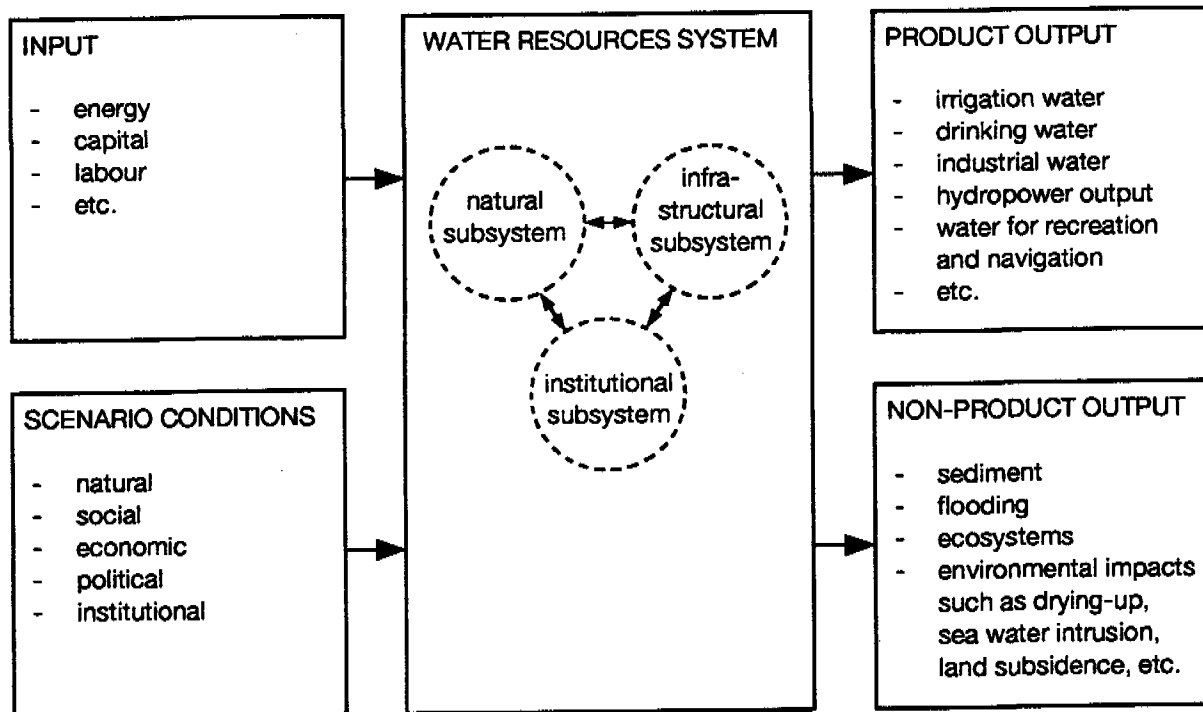 INPUT
- energy
- capital
- labour
- etc.
SCENARIO CONDITIONS
- natural
- social
- economic
- political
- institutional
WATER RESOURCES SYSTEM
natural
subsystem
infra-
structural
subsystem
institutional
subsystem
PRODUCT OUTPUT
- irrigation water
- drinking water
- industrial water
- hydropower output
- water for recreation
and navigation
- etc.
NON-PRODUCT OUTPUT
- sediment
- flooding
- ecosystems
- environmental impacts
such as drying-up,
sea water intrusion,
land subsidence, etc.